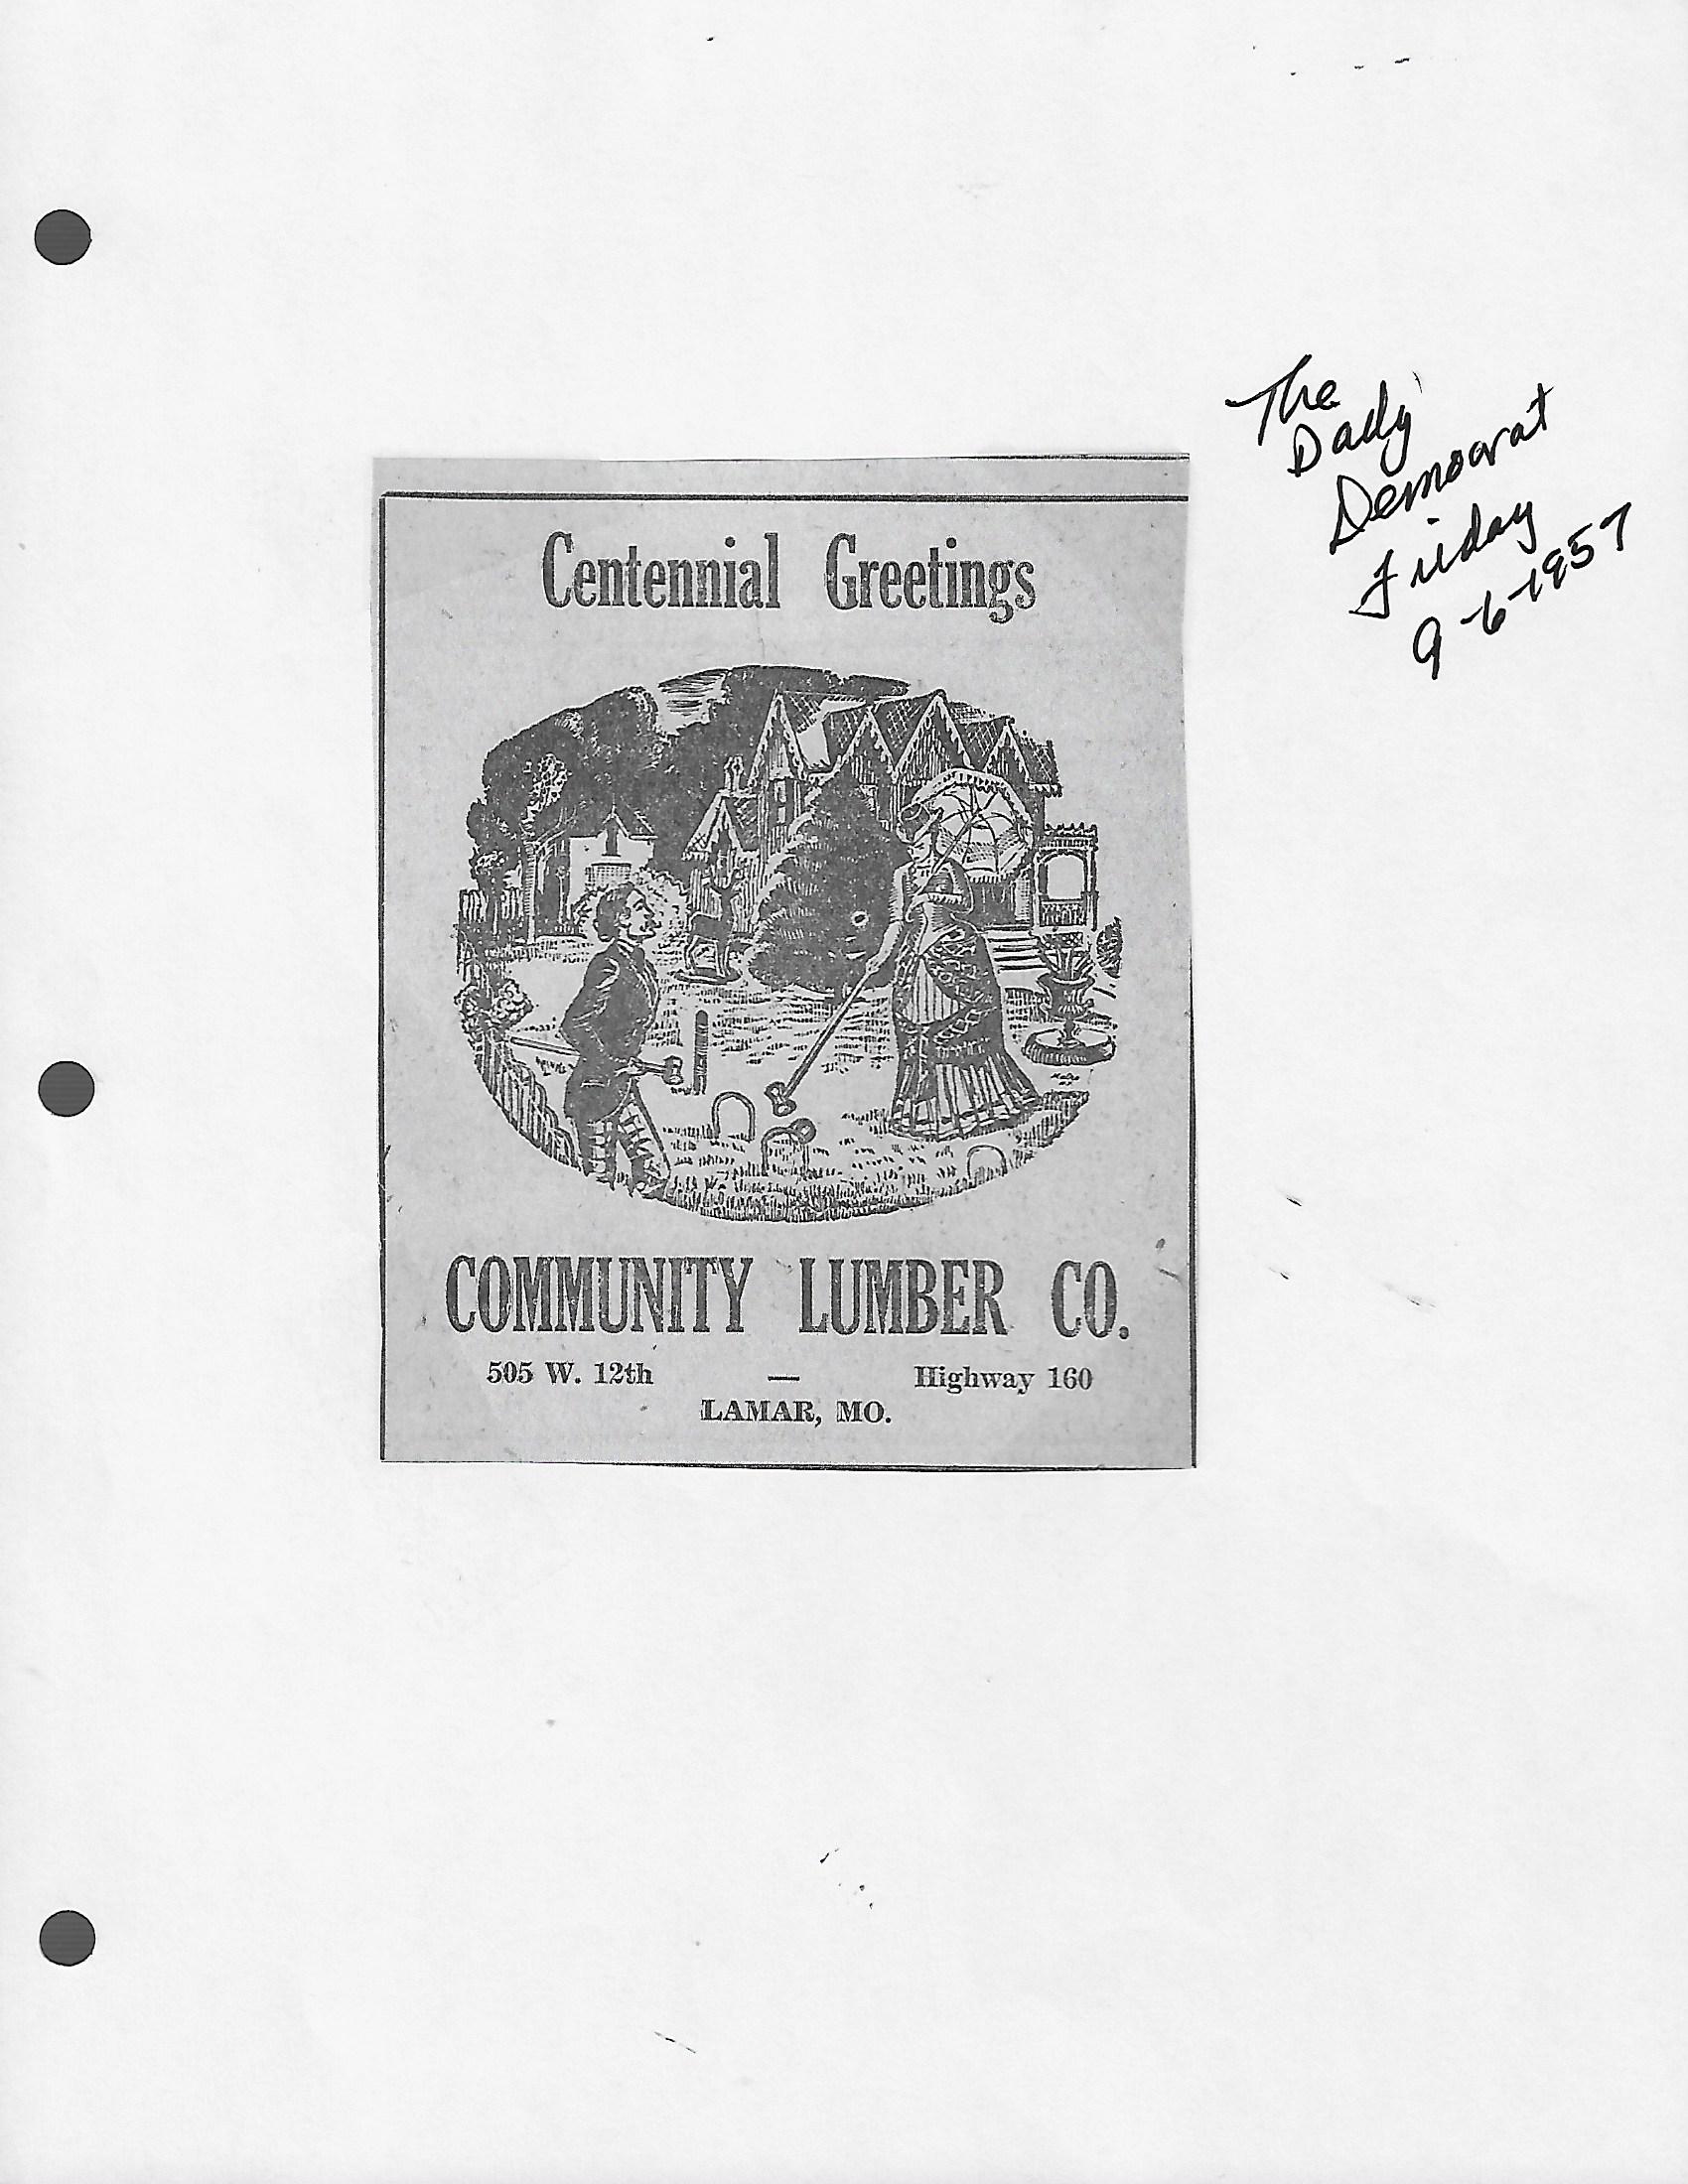 The
Daily
Democrat
Friday
9-6-1957
Centennial Greetings
COMMUNITY LUMBER CO.
505 W. 12th — Highway 160
LAMAR, MO.